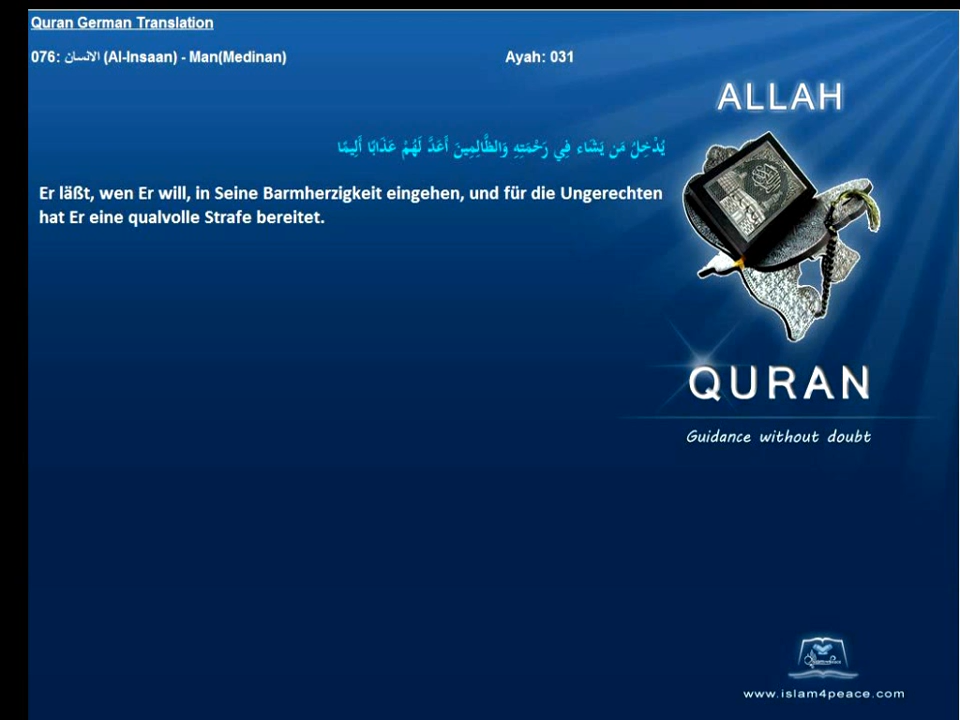 Quran German Translation
076: الانسان (Al-Insaan) - Man(Medinan) Ayah: 031
ALLAH
يُدْخِلُ مَن يَشَاء فِي رَحْمَتِهِ وَالظَّالِمِينَ أَعَدَّ لَهُمْ عَذَابًا أَلِيمًا
Er läßt, wen Er will, in Seine Barmherzigkeit eingehen, und für die Ungerechten
hat Er eine qualvolle Strafe bereitet.
QURAN
Guidance without doubt
www.islam4peace.com